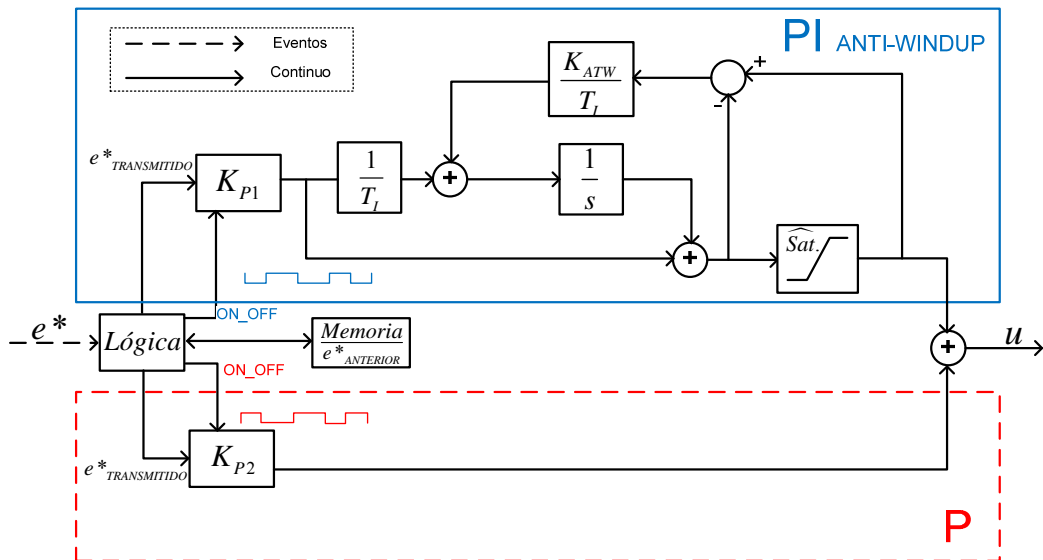 PI ANTI-WINDUP
Eventos
Continuo
K_ATW
T_I
+
-
e*_TRANSMITIDO
K_P1
1
T_I
+
1
s
+
Sat.
ON_OFF
e*
Lógica
Memoria
e*_ANTERIOR
+
u
ON_OFF
K_P2
e*_TRANSMITIDO
P